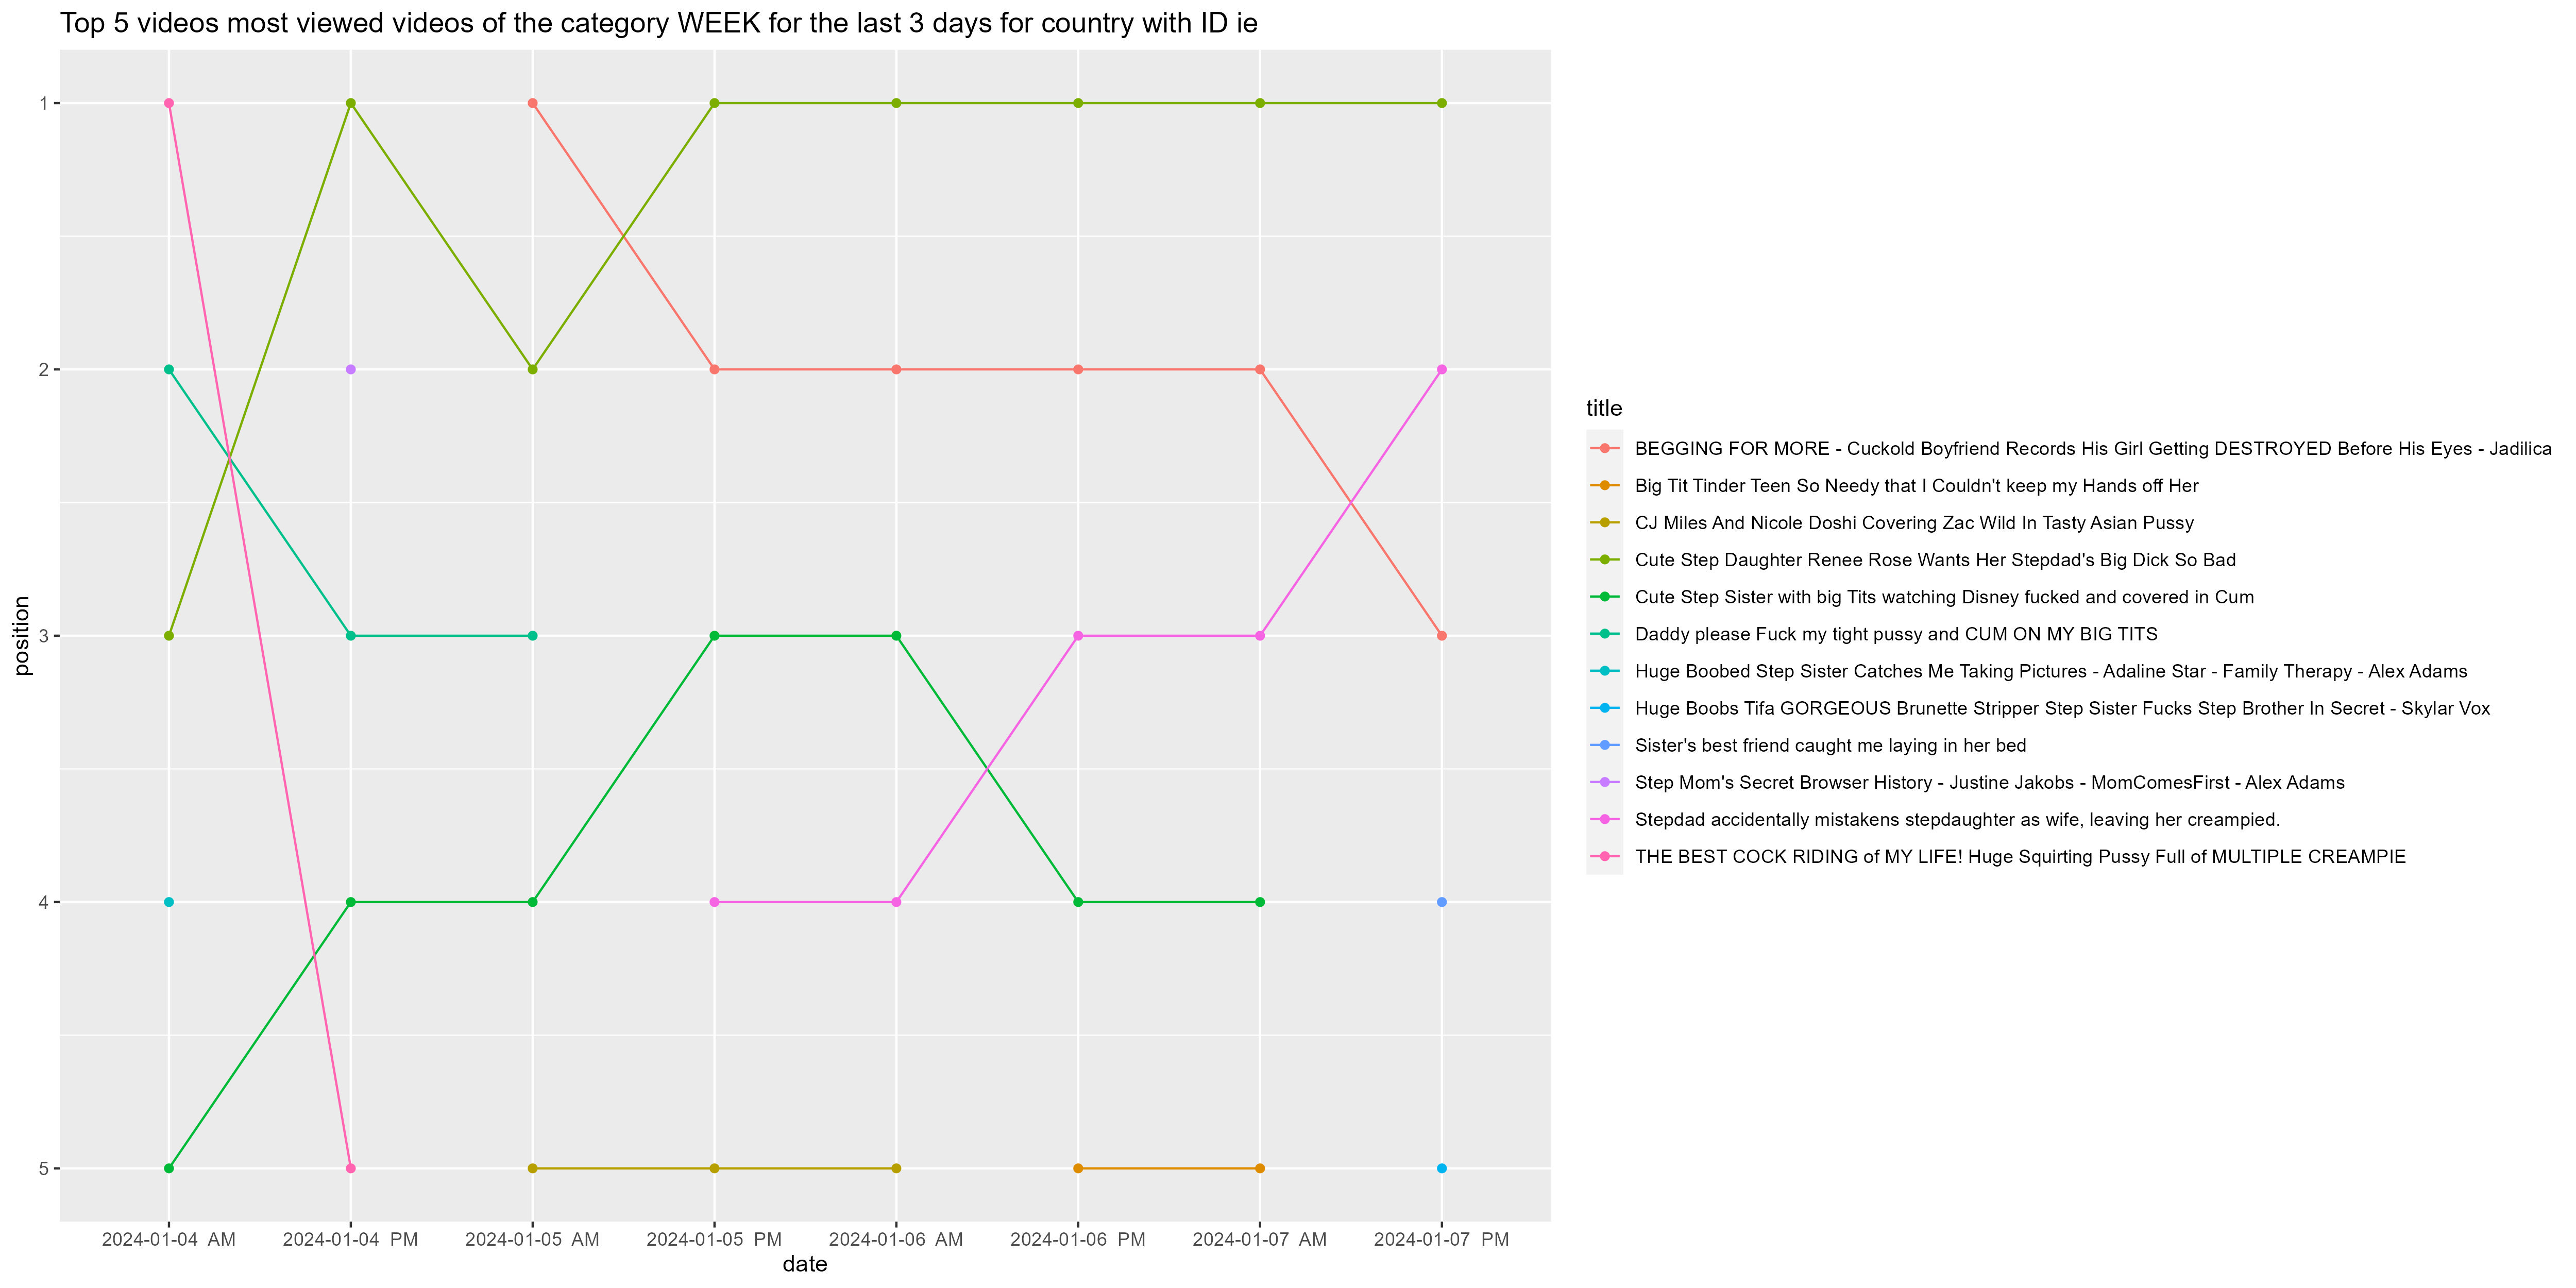 Top 5 videos most viewed videos of the category WEEK for the last 3 days for country with ID ie
1
2
3
4
5
position
2024-01-04 AM
2024-01-04 PM
2024-01-05 AM
2024-01-05 PM
2024-01-06 AM
2024-01-06 PM
2024-01-07 AM
2024-01-07 PM
date
title
BEGGING FOR MORE - Cuckold Boyfriend Records His Girl Getting DESTROYED Before His Eyes - Jadilica
Big Tit Tinder Teen So Needy that I Couldn't keep my Hands off Her
CJ Miles And Nicole Doshi Covering Zac Wild In Tasty Asian Pussy
Cute Step Daughter Renee Rose Wants Her Stepdad's Big Dick So Bad
Cute Step Sister with big Tits watching Disney fucked and covered in Cum
Daddy please Fuck my tight pussy and CUM ON MY BIG TITS
Huge Boobed Step Sister Catches Me Taking Pictures - Adaline Star - Family Therapy - Alex Adams
Huge Boobs Tifa GORGEOUS Brunette Stripper Step Sister Fucks Step Brother In Secret - Skylar Vox
Sister's best friend caught me laying in her bed
Step Mom's Secret Browser History - Justine Jakobs - MomComesFirst - Alex Adams
Stepdad accidentally mistakens stepdaughter as wife, leaving her creampied.
THE BEST COCK RIDING of MY LIFE! Huge Squirting Pussy Full of MULTIPLE CREAMPIE